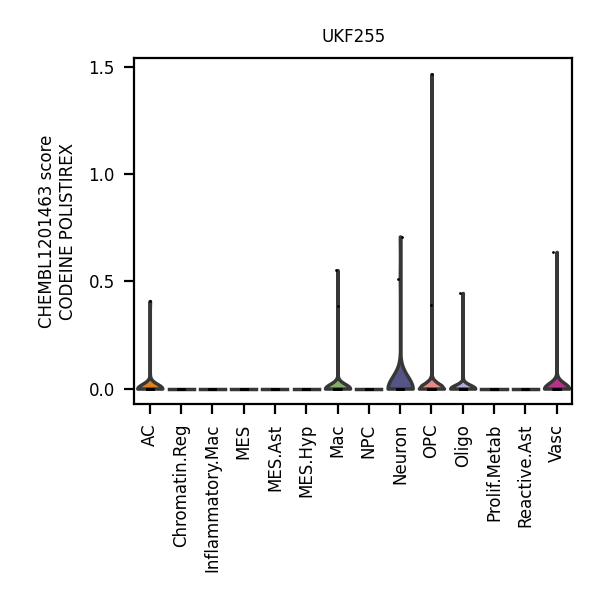 UKF255
CHEMBL1201463 score
CODEINE POLISTIREX
1.5
1.0
0.5
0.0
AC
Chromatin.Reg
Inflammatory.Mac
MES
MES.Ast
MES.Hyp
Mac
NPC
Neuron
OPC
Oligo
Prolif.Metab
Reactive.Ast
Vasc